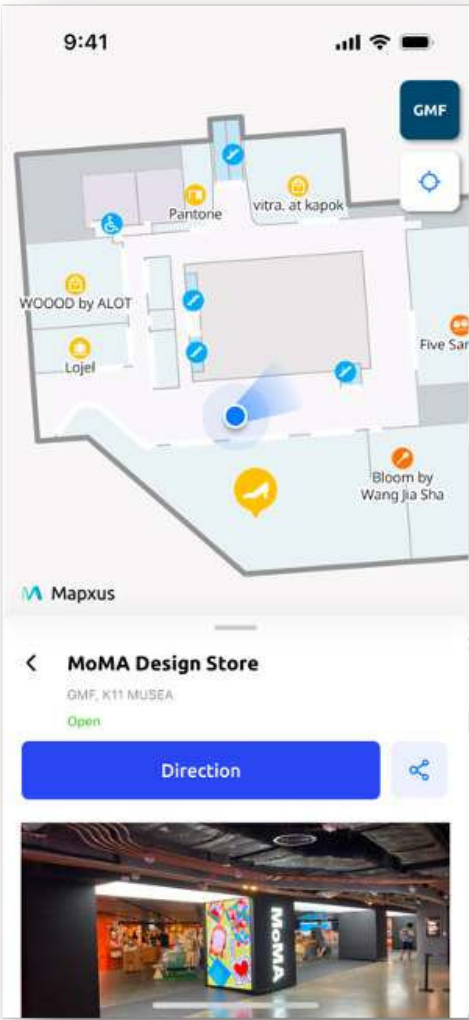 9:41
GMF
Pantone
vitra. at kapok
WOOOD by ALOT
Lojel
Five Sar
Bloom by
Wang Jia Sha
Mapxus
MoMA Design Store
GMF, K11 MUSEA
Open
Direction
MoMA